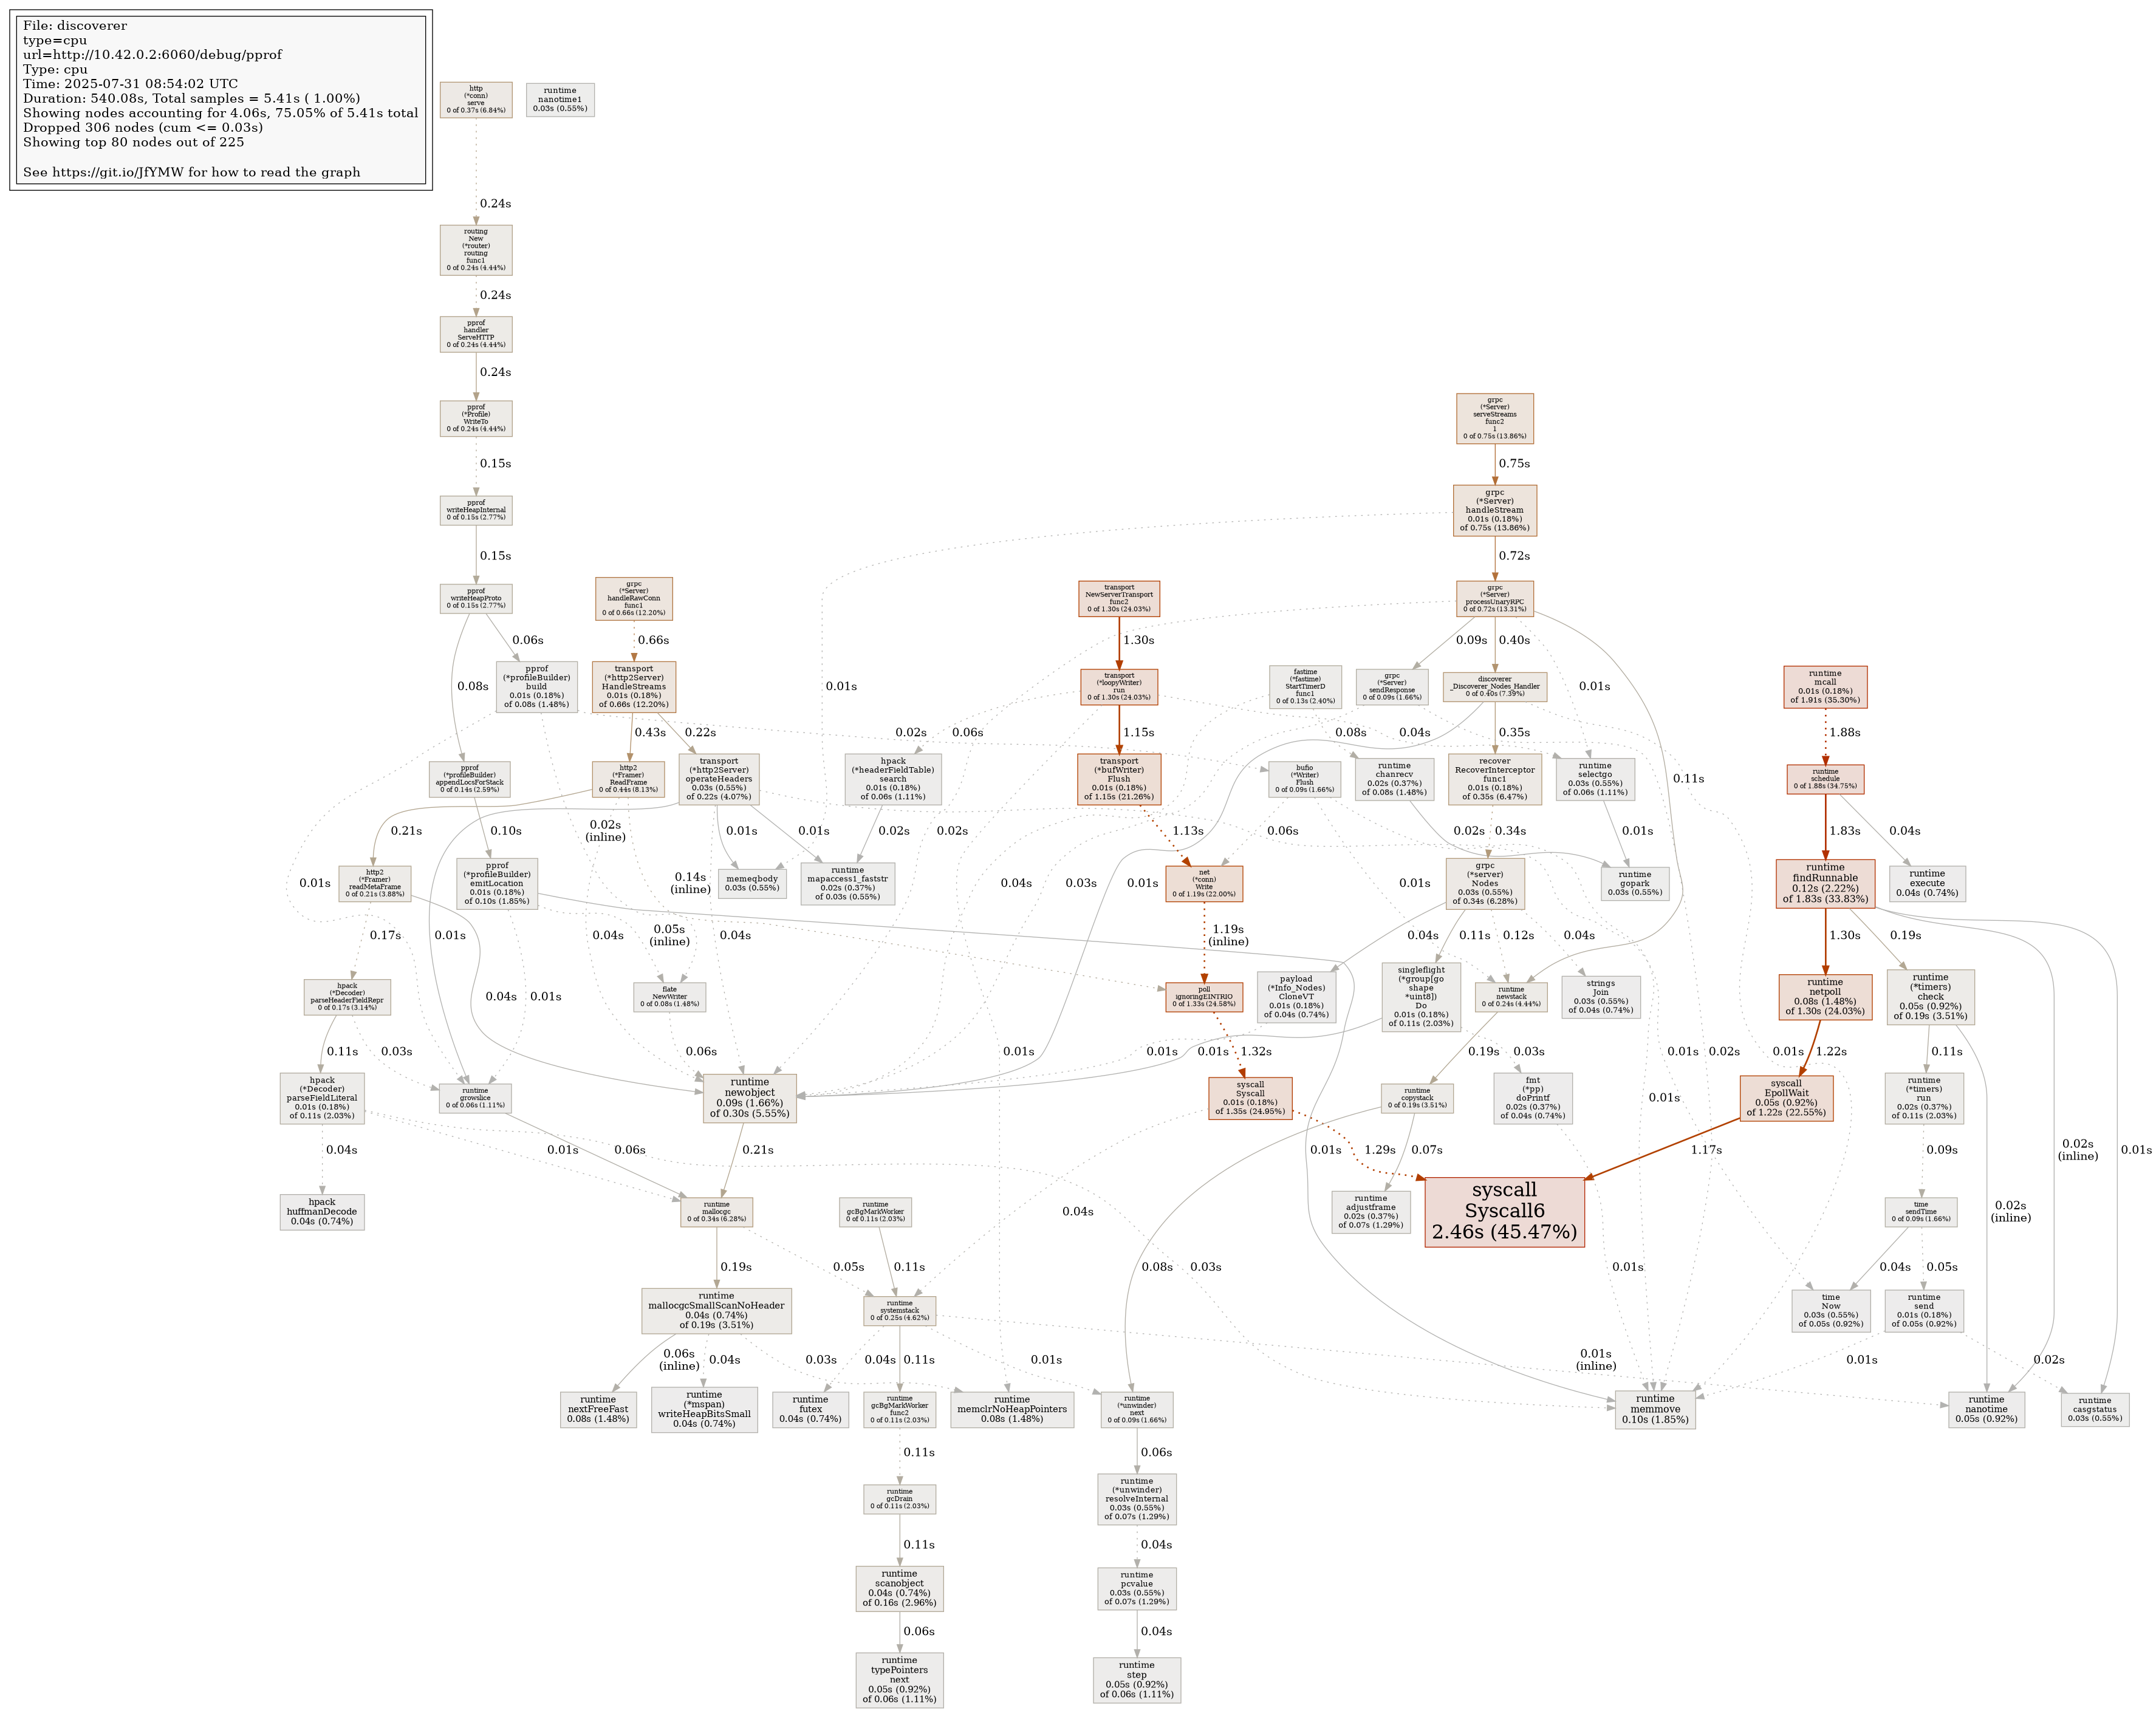 File: discoverer
type=cpu
url=http://10.42.0.2:6060/debug/pprof
Type: cpu
Time: 2025-07-31 08:54:02 UTC
Duration: 540.08s, Total samples = 5.41s ( 1.00%)
Showing nodes accounting for 4.06s, 75.05% of 5.41s total
Dropped 306 nodes (cum <= 0.03s)
Showing top 80 nodes out of 225
See https://git.io/JfYMW for how to read the graph
http
(*conn)
serve
0 of 0.37s (6.84%)
runtime
nanotime1
0.03s (0.55%)
0.24s
routing
New
(*router)
routing
func1
0 of 0.24s (4.44%)
0.24s
pprof
handler
ServeHTTP
0 of 0.24s (4.44%)
0.24s
pprof
(*Profile)
WriteTo
0 of 0.24s (4.44%)
0.15s
pprof
writeHeapInternal
0 of 0.15s (2.77%)
0.15s
pprof
writeHeapProto
0 of 0.15s (2.77%)
0.06s
0.08s
grpc
(*Server)
serveStreams
func2
1
0 of 0.75s (13.86%)
0.75s
grpc
(*Server)
handleStream
0.01s (0.18%)
of 0.75s (13.86%)
0.72s
0.01s
grpc
(*Server)
handleRawConn
func1
0 of 0.66s (12.20%)
0.66s
transport
NewServerTransport
func2
0 of 1.30s (24.03%)
1.30s
grpc
(*Server)
processUnaryRPC
0 of 0.72s (13.31%)
0.09s
0.40s
0.01s
0.11s
pprof
(*profileBuilder)
build
0.01s (0.18%)
of 0.08s (1.48%)
0.01s
0.02s
(inline)
0.02s
transport
(*http2Server)
HandleStreams
0.01s (0.18%)
of 0.66s (12.20%)
0.43s
0.22s
transport
(*loopyWriter)
run
0 of 1.30s (24.03%)
0.06s
1.15s
0.04s
0.02s
fastime
(*fastime)
StartTimerD
func1
0 of 0.13s (2.40%)
0.08s
grpc
(*Server)
sendResponse
0 of 0.09s (1.66%)
discoverer
_Discoverer_Nodes_Handler
0 of 0.40s (7.39%)
0.35s
runtime
mcall
0.01s (0.18%)
of 1.91s (35.30%)
1.88s
pprof
(*profileBuilder)
appendLocsForStack
0 of 0.14s (2.59%)
0.10s
http2
(*Framer)
ReadFrame
0 of 0.44s (8.13%)
0.21s
0.14s
(inline)
0.04s
transport
(*http2Server)
operateHeaders
0.03s (0.55%)
of 0.22s (4.07%)
0.01s
0.01s
0.01s
0.04s
hpack
(*headerFieldTable)
search
0.01s (0.18%)
of 0.06s (1.11%)
0.02s
transport
(*bufWriter)
Flush
0.01s (0.18%)
of 1.15s (21.26%)
1.13s
bufio
(*Writer)
Flush
0 of 0.09s (1.66%)
0.06s
0.01s
runtime
chanrecv
0.02s (0.37%)
of 0.08s (1.48%)
0.02s
recover
RecoverInterceptor
func1
0.01s (0.18%)
of 0.35s (6.47%)
0.34s
runtime
selectgo
0.03s (0.55%)
of 0.06s (1.11%)
0.01s
runtime
schedule
0 of 1.88s (34.75%)
1.83s
0.04s
http2
(*Framer)
readMetaFrame
0 of 0.21s (3.88%)
0.17s
0.04s
pprof
(*profileBuilder)
emitLocation
0.01s (0.18%)
of 0.10s (1.85%)
0.05s
(inline)
0.01s
memeqbody
0.03s (0.55%)
runtime
mapaccess1_faststr
0.02s (0.37%)
of 0.03s (0.55%)
0.04s
0.03s
0.01s
net
(*conn)
Write
0 of 1.19s (22.00%)
1.19s
(inline)
grpc
(*server)
Nodes
0.03s (0.55%)
of 0.34s (6.28%)
0.04s
0.11s
0.12s
0.04s
runtime
gopark
0.03s (0.55%)
runtime
findRunnable
0.12s (2.22%)
of 1.83s (33.83%)
1.30s
0.19s
0.02s
(inline)
0.01s
runtime
execute
0.04s (0.74%)
hpack
(*Decoder)
parseHeaderFieldRepr
0 of 0.17s (3.14%)
0.11s
0.03s
flate
NewWriter
0 of 0.08s (1.48%)
0.06s
poll
ignoringEINTRIO
0 of 1.33s (24.58%)
1.32s
payload
(*Info_Nodes)
CloneVT
0.01s (0.18%)
of 0.04s (0.74%)
0.01s
singleflight
(*group[go
shape
*uint8])
Do
0.01s (0.18%)
of 0.11s (2.03%)
0.01s
0.03s
runtime
newstack
0 of 0.24s (4.44%)
0.19s
strings
Join
0.03s (0.55%)
of 0.04s (0.74%)
runtime
netpoll
0.08s (1.48%)
of 1.30s (24.03%)
1.22s
runtime
(*timers)
check
0.05s (0.92%)
of 0.19s (3.51%)
0.11s
0.02s
(inline)
0.01s
0.01s
0.02s
0.01s
0.01s
hpack
(*Decoder)
parseFieldLiteral
0.01s (0.18%)
of 0.11s (2.03%)
0.04s
0.01s
0.03s
runtime
growslice
0 of 0.06s (1.11%)
0.06s
runtime
newobject
0.09s (1.66%)
of 0.30s (5.55%)
0.21s
syscall
Syscall
0.01s (0.18%)
of 1.35s (24.95%)
1.29s
0.04s
runtime
copystack
0 of 0.19s (3.51%)
0.08s
0.07s
fmt
(*pp)
doPrintf
0.02s (0.37%)
of 0.04s (0.74%)
0.01s
syscall
EpollWait
0.05s (0.92%)
of 1.22s (22.55%)
1.17s
runtime
(*timers)
run
0.02s (0.37%)
of 0.11s (2.03%)
0.09s
hpack
huffmanDecode
0.04s (0.74%)
runtime
mallocgc
0 of 0.34s (6.28%)
0.19s
0.05s
runtime
gcBgMarkWorker
0 of 0.11s (2.03%)
0.11s
0.01s
runtime
adjustframe
0.02s (0.37%)
of 0.07s (1.29%)
syscall
Syscall6
2.46s (45.47%)
time
sendTime
0 of 0.09s (1.66%)
0.04s
0.05s
runtime
mallocgcSmallScanNoHeader
0.04s (0.74%)
of 0.19s (3.51%)
0.06s
(inline)
0.04s
0.03s
runtime
systemstack
0 of 0.25s (4.62%)
0.04s
0.11s
0.01s
0.01s
(inline)
time
Now
0.03s (0.55%)
of 0.05s (0.92%)
runtime
send
0.01s (0.18%)
of 0.05s (0.92%)
0.01s
0.02s
runtime
nextFreeFast
0.08s (1.48%)
runtime
(*mspan)
writeHeapBitsSmall
0.04s (0.74%)
runtime
futex
0.04s (0.74%)
runtime
gcBgMarkWorker
func2
0 of 0.11s (2.03%)
0.11s
runtime
memclrNoHeapPointers
0.08s (1.48%)
runtime
(*unwinder)
next
0 of 0.09s (1.66%)
0.06s
runtime
memmove
0.10s (1.85%)
runtime
nanotime
0.05s (0.92%)
runtime
casgstatus
0.03s (0.55%)
runtime
gcDrain
0 of 0.11s (2.03%)
0.11s
runtime
(*unwinder)
resolveInternal
0.03s (0.55%)
of 0.07s (1.29%)
0.04s
runtime
scanobject
0.04s (0.74%)
of 0.16s (2.96%)
0.06s
runtime
pcvalue
0.03s (0.55%)
of 0.07s (1.29%)
0.04s
runtime
typePointers
next
0.05s (0.92%)
of 0.06s (1.11%)
runtime
step
0.05s (0.92%)
of 0.06s (1.11%)